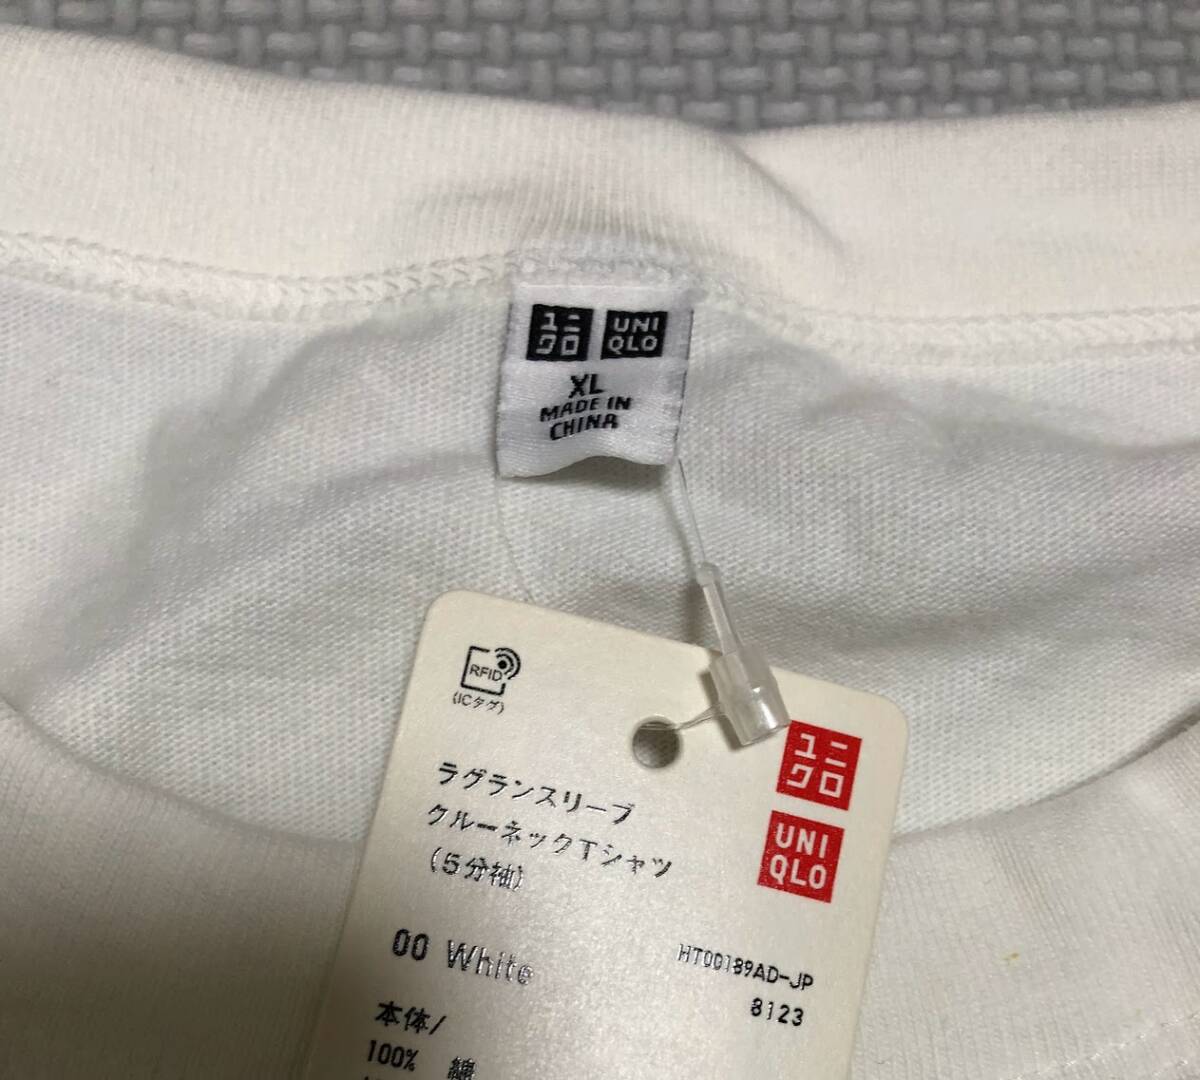 ユニ
クロ
UNI
QLO
XL
MADE IN
CHINA
RFID
(ICタグ)
ユニ
クロ
UNI
QLO
ラグランスリーブ
クルーネックTシャツ
(5分袖)
00 White
HT00189AD-JP
8123
本体/
100% 綿